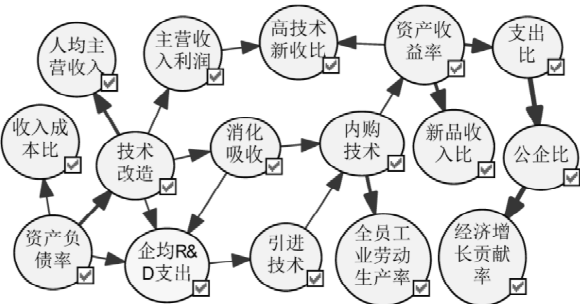 人均主
营收入
主营收
入利润
高技术
新收比
资产收
益率
支出
比
收入成
本比
技术
改造
消化
吸收
内购
技术
新品收
入比
公企比
资产负
债率
企均R&
D支出
引进
技术
全员工
业劳动
生产率
经济增
长贡献
率